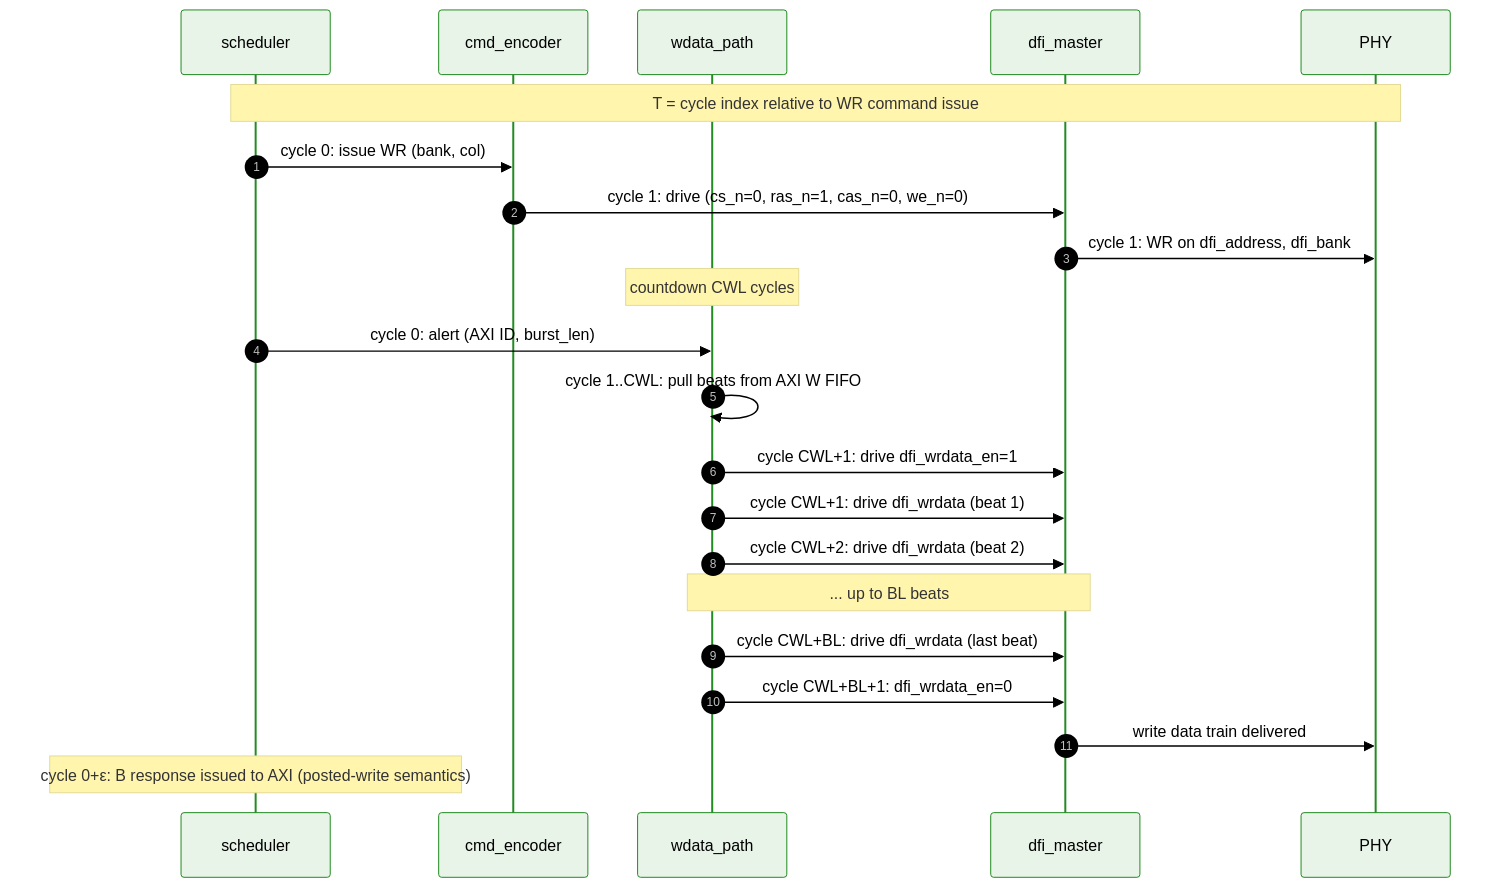 scheduler
cmd_encoder
wdata_path
dfi_master
PHY
T = cycle index relative to WR command issue
cycle 0: issue WR (bank, col)
1
cycle 1: drive (cs_n=0, ras_n=1, cas_n=0, we_n=0)
2
cycle 1: WR on dfi_address, dfi_bank
3
countdown CWL cycles
cycle 0: alert (AXI ID, burst_len)
4
cycle 1..CWL: pull beats from AXI W FIFO
5
cycle CWL+1: drive dfi_wrdata_en=1
6
cycle CWL+1: drive dfi_wrdata (beat 1)
7
cycle CWL+2: drive dfi_wrdata (beat 2)
8
... up to BL beats
cycle CWL+BL: drive dfi_wrdata (last beat)
9
cycle CWL+BL+1: dfi_wrdata_en=0
10
write data train delivered
11
cycle 0+ε: B response issued to AXI (posted-write semantics)
scheduler
cmd_encoder
wdata_path
dfi_master
PHY